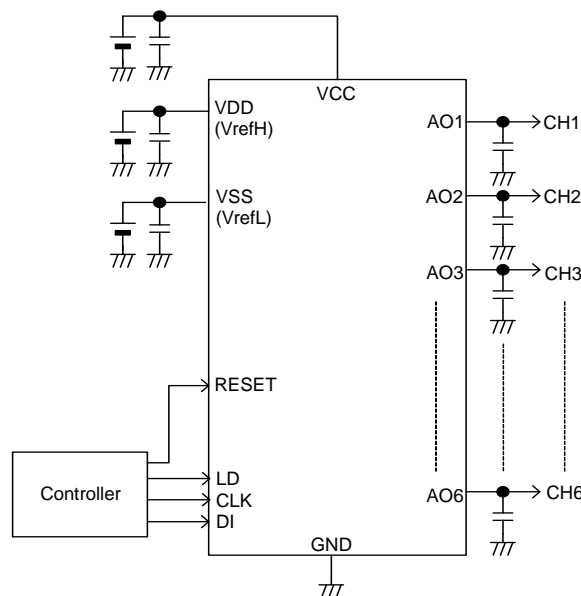 VCC
VDD
(VrefH)
AO1
CH1
VSS
(VrefL)
AO2
CH2
AO3
CH3
RESET
Controller
LD
CLK
DI
AO6
CH6
GND